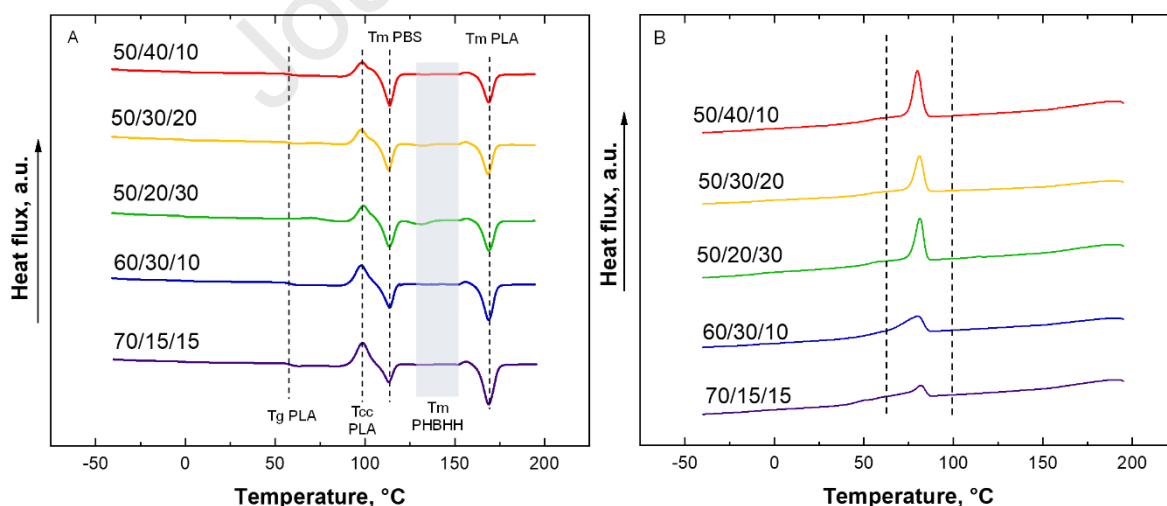 Jou
A
Tm PBS
Tm PLA
50/40/10
50/30/20
50/20/30
60/30/10
70/15/15
Tg PLA
Tcc
PLA
Tm
PHBHH
Heat flux, a.u.
-50 0 50 100 150 200
Temperature, °C
B
50/40/10
50/30/20
50/20/30
60/30/10
70/15/15
Heat flux, a.u.
-50 0 50 100 150 200
Temperature, °C